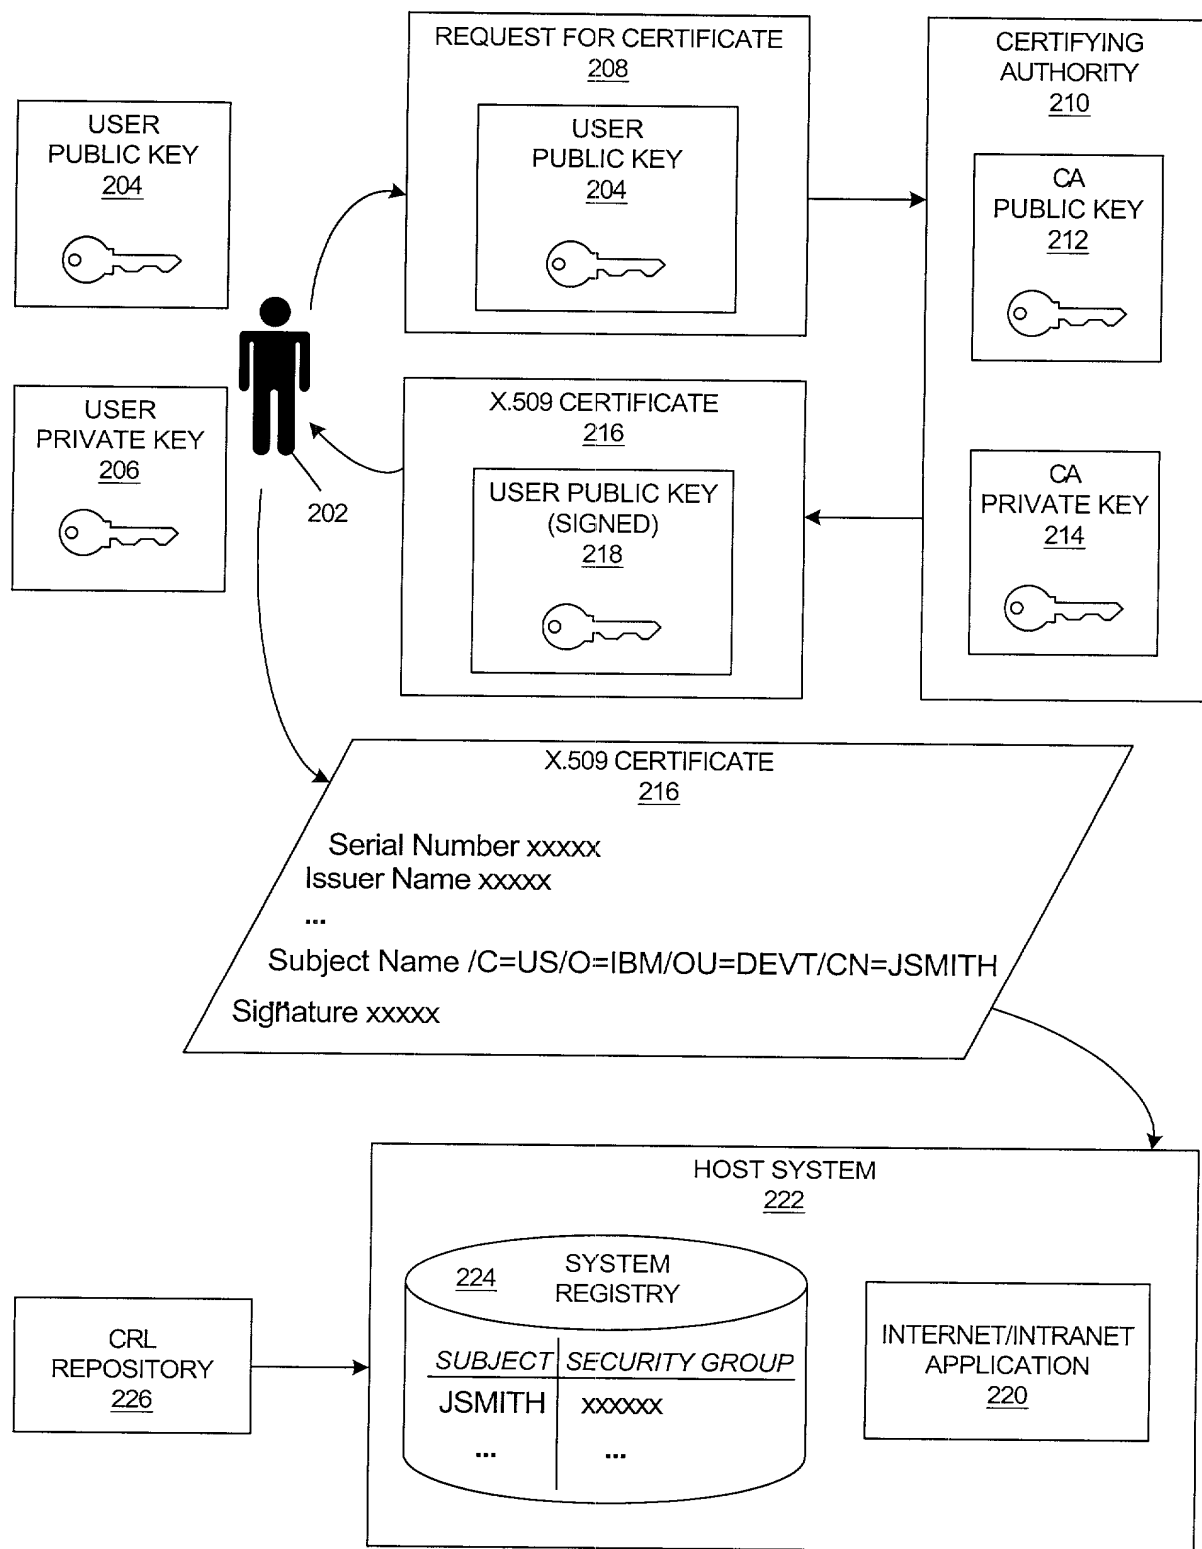 REQUEST FOR CERTIFICATE
208
USER
PUBLIC KEY
204
CERTIFYING
AUTHORITY
210
USER
PUBLIC KEY
204
CA
PUBLIC KEY
212
USER
PRIVATE KEY
206
202
X.509 CERTIFICATE
216
USER PUBLIC KEY
(SIGNED)
218
CA
PRIVATE KEY
214
X.509 CERTIFICATE
216
Serial Number xxxxx
Issuer Name xxxxx
...
Subject Name /C=US/O=IBM/OU=DEVT/CN=JSMITH
...
Signature xxxxx
HOST SYSTEM
222
224
SYSTEM
REGISTRY
SUBJECT SECURITY GROUP
JSMITH xxxxxx
... ...
INTERNET/INTRANET
APPLICATION
220
CRL
REPOSITORY
226